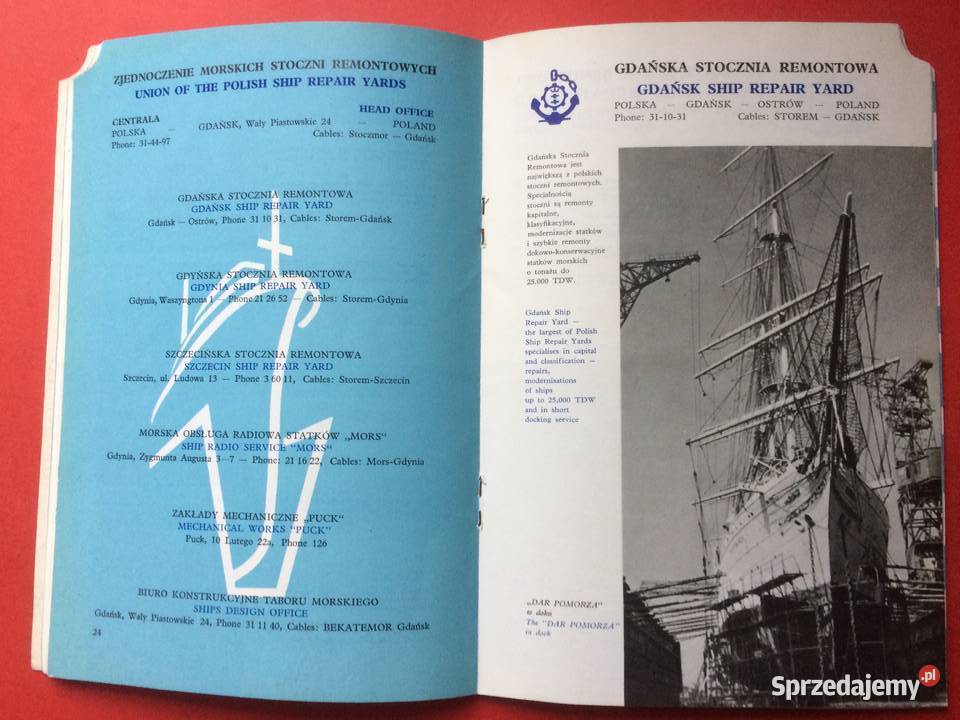 ZJEDNOCZENIE MORSKICH STOCZNI REMONTOWYCH
UNION OF THE POLISH SHIP REPAIR YARDS
CENTRALA HEAD OFFICE
POLSKA — GDAŃSK, Wały Piastowskie 24 — POLAND
Phone: 31-44-97 Cables: Stoczmor — Gdańsk
GDAŃSKA STOCZNIA REMONTOWA
GDAŃSK SHIP REPAIR YARD
Gdańsk — Ostrów, Phone 31 10 31, Cables: Storem-Gdańsk
GDYŃSKA STOCZNIA REMONTOWA
GDYNIA SHIP REPAIR YARD
Gdynia, Waszyngtona 1 — Phone 21 26 52 — Cables: Storem-Gdynia
SZCZECIŃSKA STOCZNIA REMONTOWA
SZCZECIN SHIP REPAIR YARD
Szczecin, ul. Ludowa 13 — Phone 3 60 11, Cables: Storem-Szczecin
MORSKA OBSŁUGA RADIOWA STATKÓW „MORS"
SHIP RADIO SERVICE "MORS"
Gdynia, Zygmunta Augusta 3—7 — Phone: 21 16 22, Cables: Mors-Gdynia
ZAKŁADY MECHANICZNE „PUCK"
MECHANICAL WORKS "PUCK"
Puck, 10 Lutego 22a, Phone 126
BIURO KONSTRUKCYJNE TABORU MORSKIEGO
SHIPS DESIGN OFFICE
Gdańsk, Wały Piastowskie 24, Phone 31 11 40, Cables: BEKATEMOR Gdańsk
24
GDAŃSKA STOCZNIA REMONTOWA
GDAŃSK SHIP REPAIR YARD
POLSKA — GDAŃSK — OSTRÓW — POLAND
Phone: 31-10-31 Cables: STOREM — GDAŃSK
Gdańska Stocznia
Remontowa jest
największą z polskich
stoczni remontowych.
Specjalnością
stoczni są remonty
kapitalne,
klasyfikacyjne,
modernizacje statków
i szybkie remonty
dokowo-konserwacyjne
statków morskich
o tonażu do
25.000 TDW.
Gdańsk Ship
Repair Yard —
the largest of Polish
Ship Repair Yards
specialises in capital
and classification —
repairs,
modernisations
of ships
up to 25,000 TDW
and in short
docking service
„DAR POMORZA"
w doku
The "DAR POMORZA"
in dock
Sprzedajemy.pl